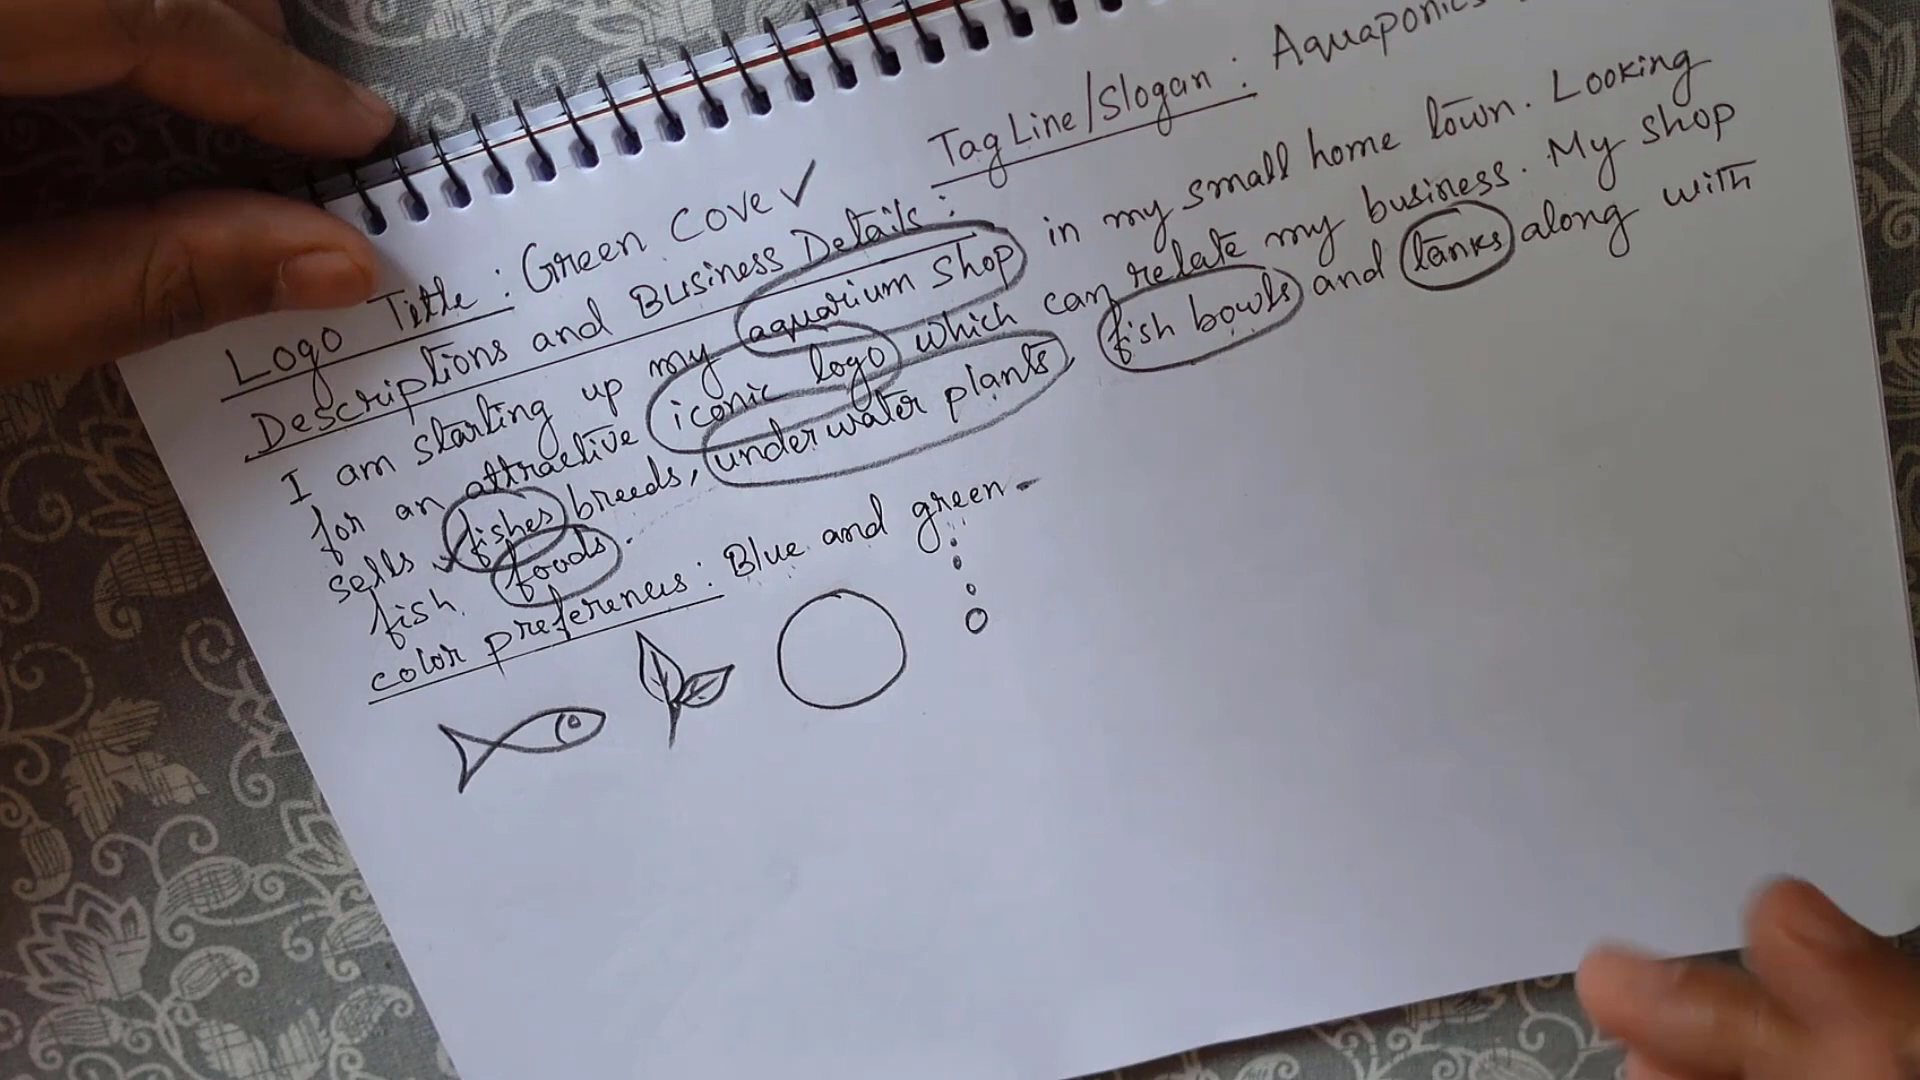 Logo Title : Green Cove ✓ TagLine/Slogan : Aquaponics
Descriptions and Business Details :
I am starting up my aquarium shop in my small home town. Looking
for an attractive iconic logo which can relate my business. My shop
sells fishes breeds, underwater plants, fish bowls and tanks along with
fish foods.
color preferences : Blue and green